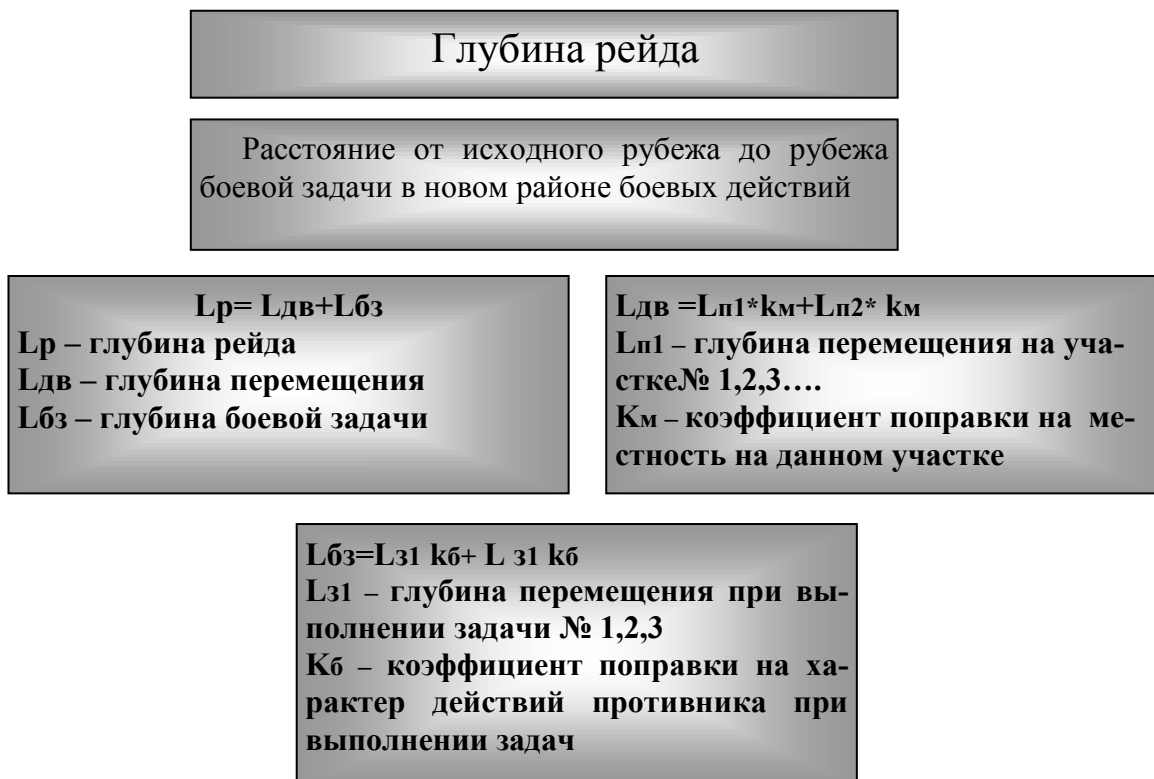 Глубина рейда
Расстояние от исходного рубежа до рубежа
боевой задачи в новом районе боевых действий
Lр= Lдв+Lбз
Lр – глубина рейда
Lдв – глубина перемещения
Lбз – глубина боевой задачи
Lдв =Lп1*kм+Lп2* kм
Lп1 – глубина перемещения на уча-
стке№ 1,2,3….
Kм – коэффициент поправки на ме-
стность на данном участке
Lбз=Lз1 kб+ L з1 kб
Lз1 – глубина перемещения при вы-
полнении задачи № 1,2,3
Kб – коэффициент поправки на ха-
рактер действий противника при
выполнении задач